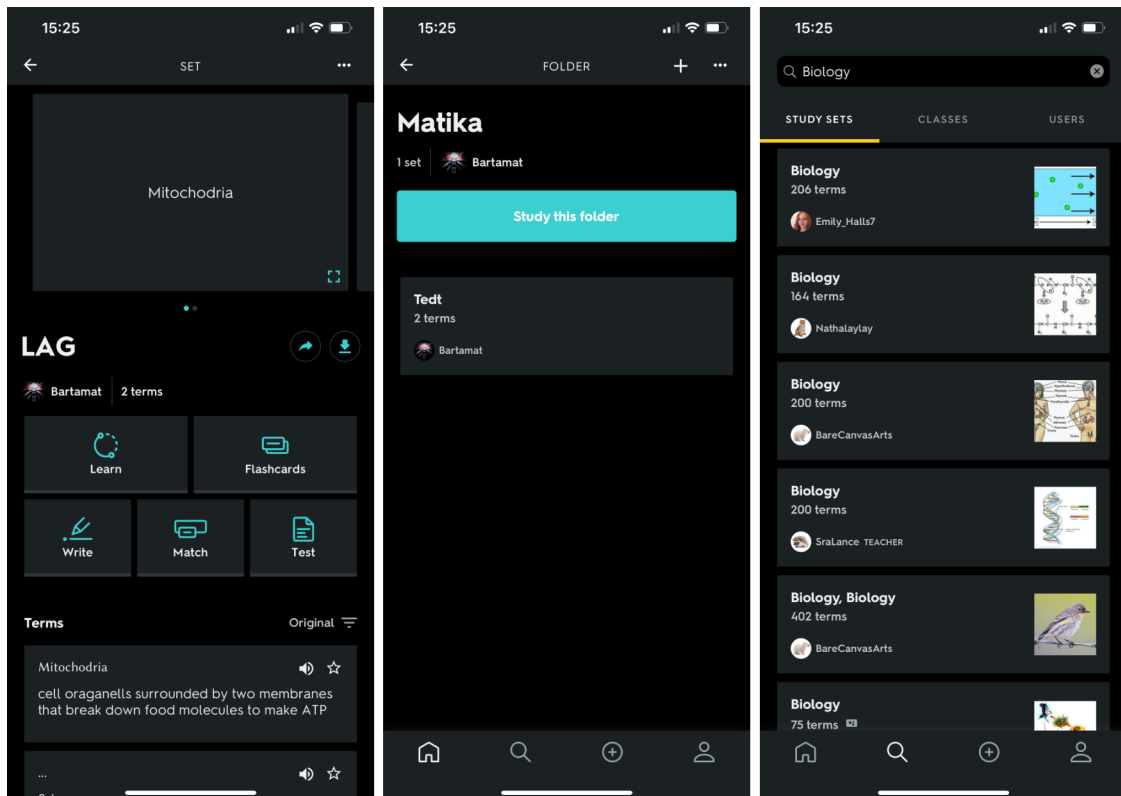 15:25
SET
Mitochodria
LAG
Bartamat
2 terms
Learn
Flashcards
Write
Match
Test
Terms
Original
Mitochodria
cell oraganells surrounded by two membranes
that break down food molecules to make ATP
...
15:25
FOLDER
Matika
1 set
Bartamat
Study this folder
Tedt
2 terms
Bartamat
15:25
Biology
STUDY SETS
CLASSES
USERS
Biology
206 terms
Emily_Halls7
Biology
164 terms
Nathalaylay
Biology
200 terms
BareCanvasArts
Biology
200 terms
SraLance TEACHER
Biology, Biology
402 terms
BareCanvasArts
Biology
75 terms